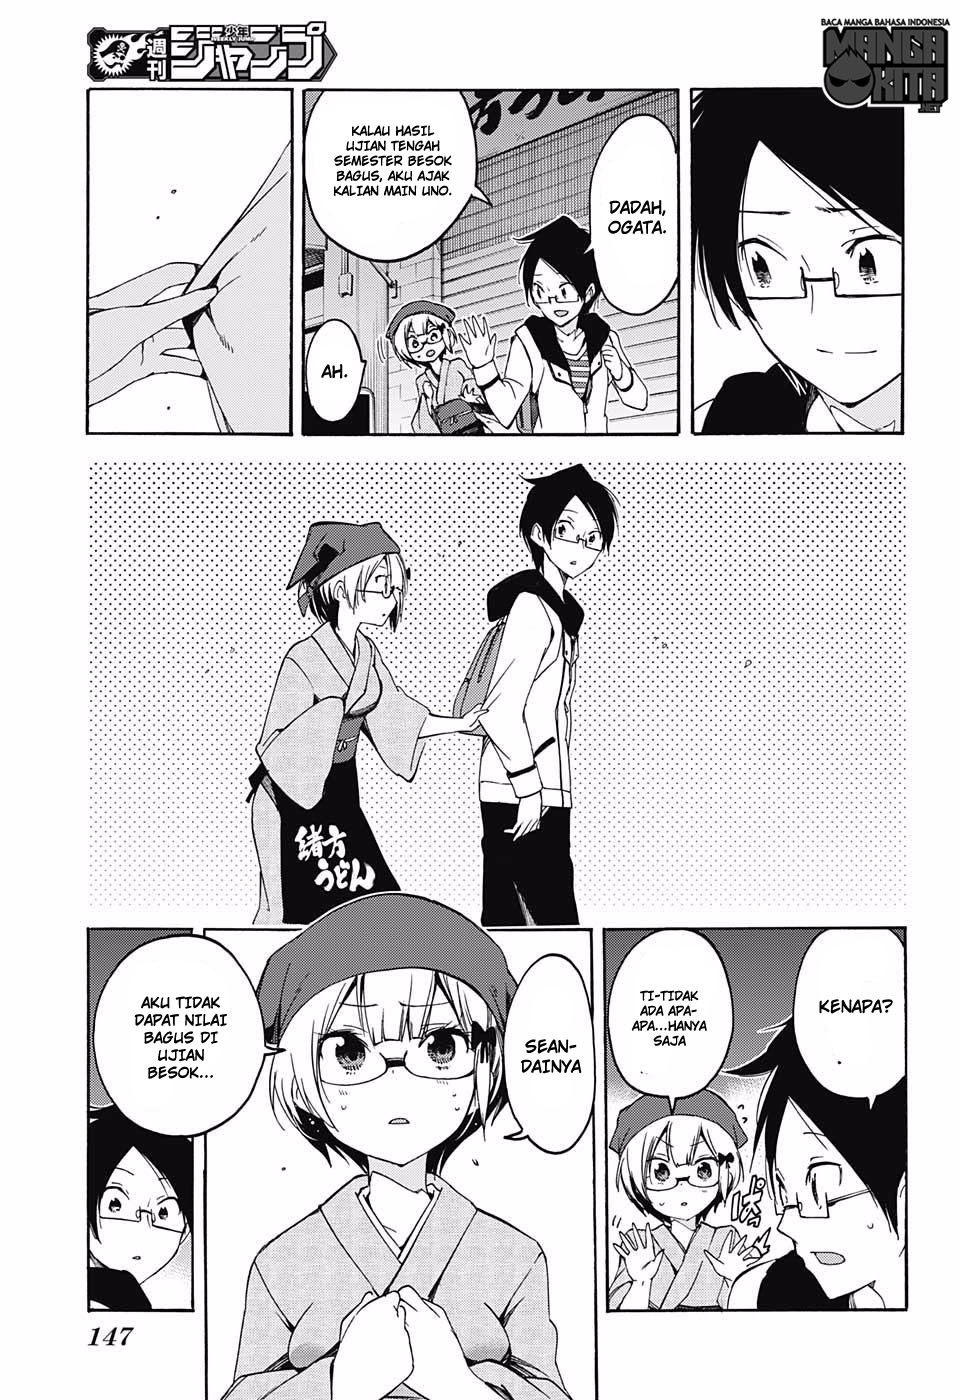 週刊
少年
ジャンプ
BACA MANGA BAHASA INDONESIA
MANGA
KITA
.NET
DADAH,
OGATA.
KALAU HASIL
UJIAN TENGAH
SEMESTER BESOK
BAGUS, AKU AJAK
KALIAN MAIN UNO.
AH.
緒方
うどん
KENAPA?
TI-TIDAK
ADA APA-
APA...HANYA
SAJA
SEAN-
DAINYA
AKU TIDAK
DAPAT NILAI
BAGUS DI
UJIAN
BESOK...
147